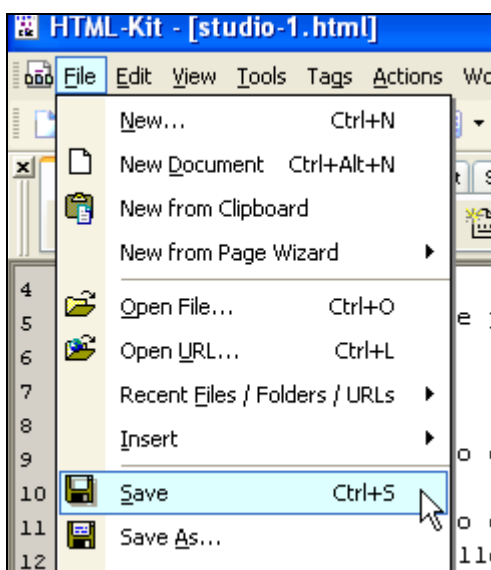 HTML-Kit - [studio-1.html]
File Edit View Tools Tags Actions
New... Ctrl+N
New Document Ctrl+Alt+N
New from Clipboard
New from Page Wizard
4
Open File... Ctrl+O
5
6 Open URL... Ctrl+L
7 Recent Files / Folders / URLs
8
Insert
9
10 Save Ctrl+S
11 Save As...
12